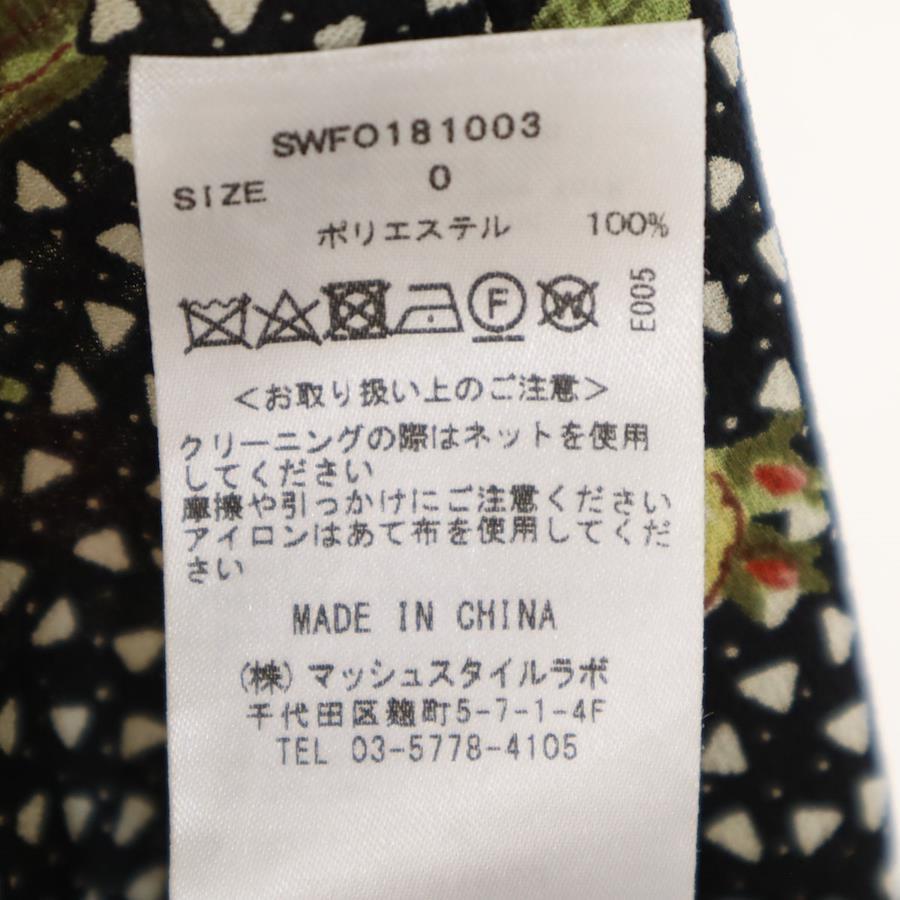 SWFO181003
SIZE 0
ポリエステル 100%
F W E005
<お取り扱い上のご注意>
クリーニングの際はネットを使用
してください
摩擦や引っかけにご注意ください
アイロンはあて布を使用してくだ
さい
MADE IN CHINA
(株)マッシュスタイルラボ
千代田区麹町5-7-1-4F
TEL 03-5778-4105